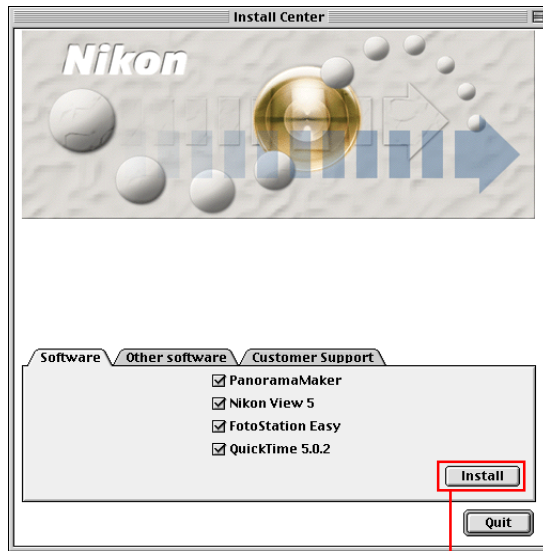 Install Center
Nikon
Software
Other software
Customer Support
PanoramaMaker
Nikon View 5
FotoStation Easy
QuickTime 5.0.2
Install
Quit